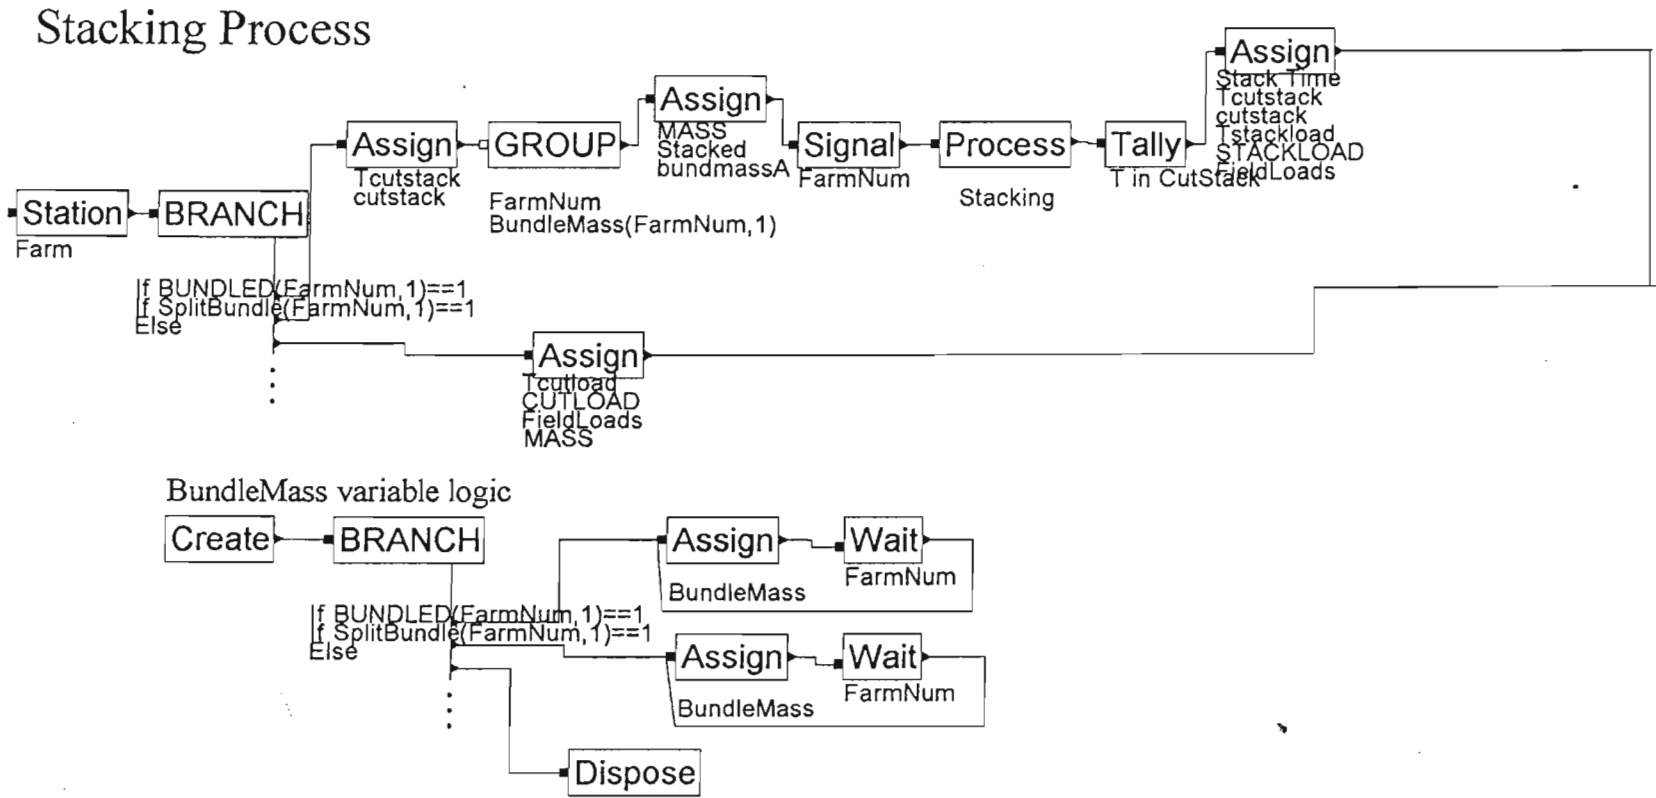 Stacking Process
Assign
Stack Time
Tcutstack
cutstack
Tstackload
STACKLOAD
FieldLoads
Assign
MASS
Stacked
bundmassA
Assign
Tcutstack
cutstack
GROUP
FarmNum
BundleMass(FarmNum,1)
Signal
FarmNum
Process
Stacking
Tally
T in CutStack
Station
Farm
BRANCH
If BUNDLED(FarmNum,1)==1
If SplitBundle(FarmNum,1)==1
Else
Assign
Tcutload
CUTLOAD
FieldLoads
MASS
BundleMass variable logic
Create
BRANCH
If BUNDLED(FarmNum,1)==1
If SplitBundle(FarmNum,1)==1
Else
Assign
BundleMass
Wait
FarmNum
Assign
BundleMass
Wait
FarmNum
Dispose